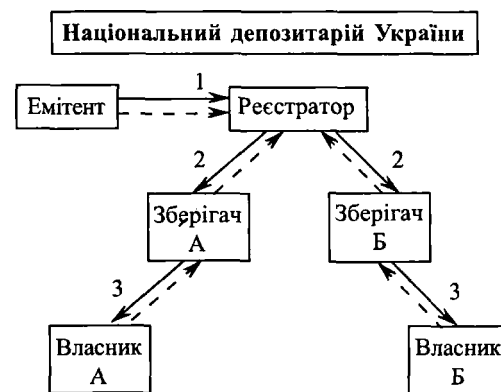 Національний депозитарій України
1
Емітент
Реєстратор
2
2
Зберігач
А
Зберігач
Б
3
3
Власник
А
Власник
Б